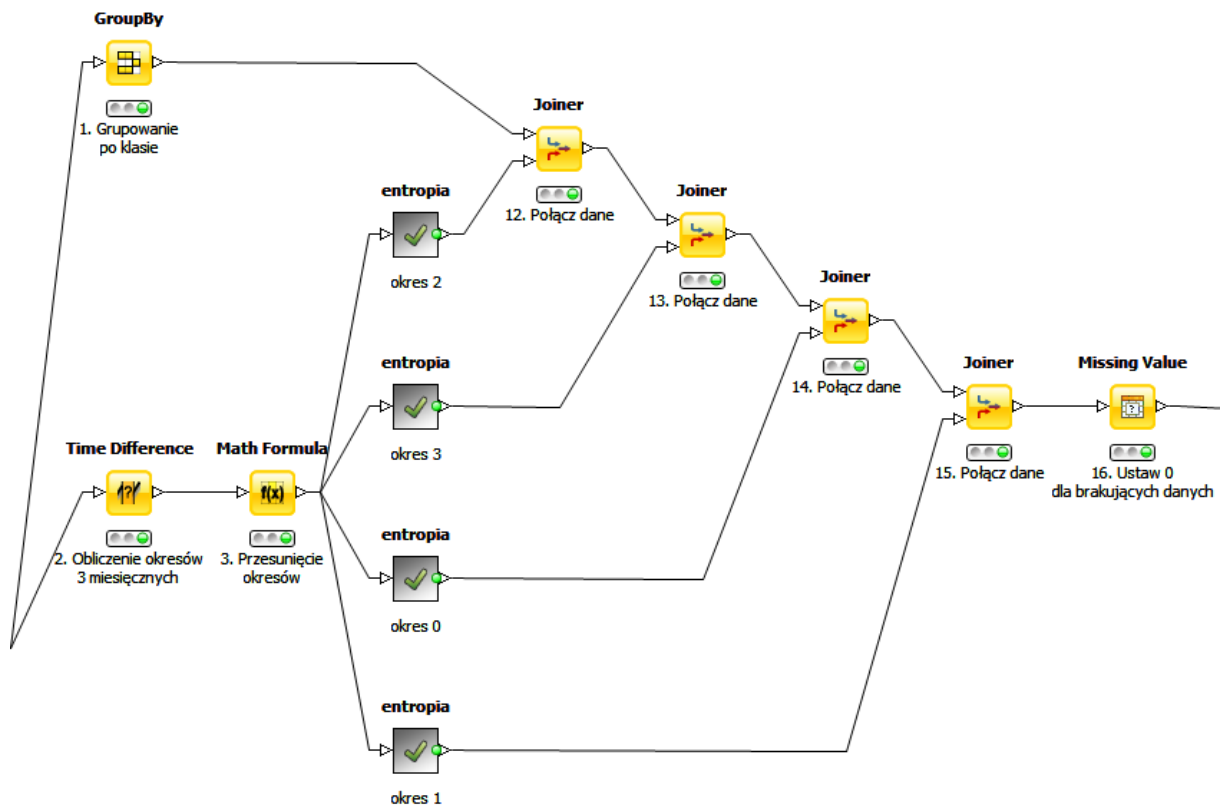 GroupBy
1. Grupowanie
po klasie
Joiner
12. Połącz dane
entropia
okres 2
Joiner
13. Połącz dane
Joiner
14. Połącz dane
entropia
okres 3
Joiner
15. Połącz dane
Missing Value
16. Ustaw 0
dla brakujących danych
Time Difference
2. Obliczenie okresów
3 miesięcznych
Math Formula
f(x)
3. Przesunięcie
okresów
entropia
okres 0
entropia
okres 1